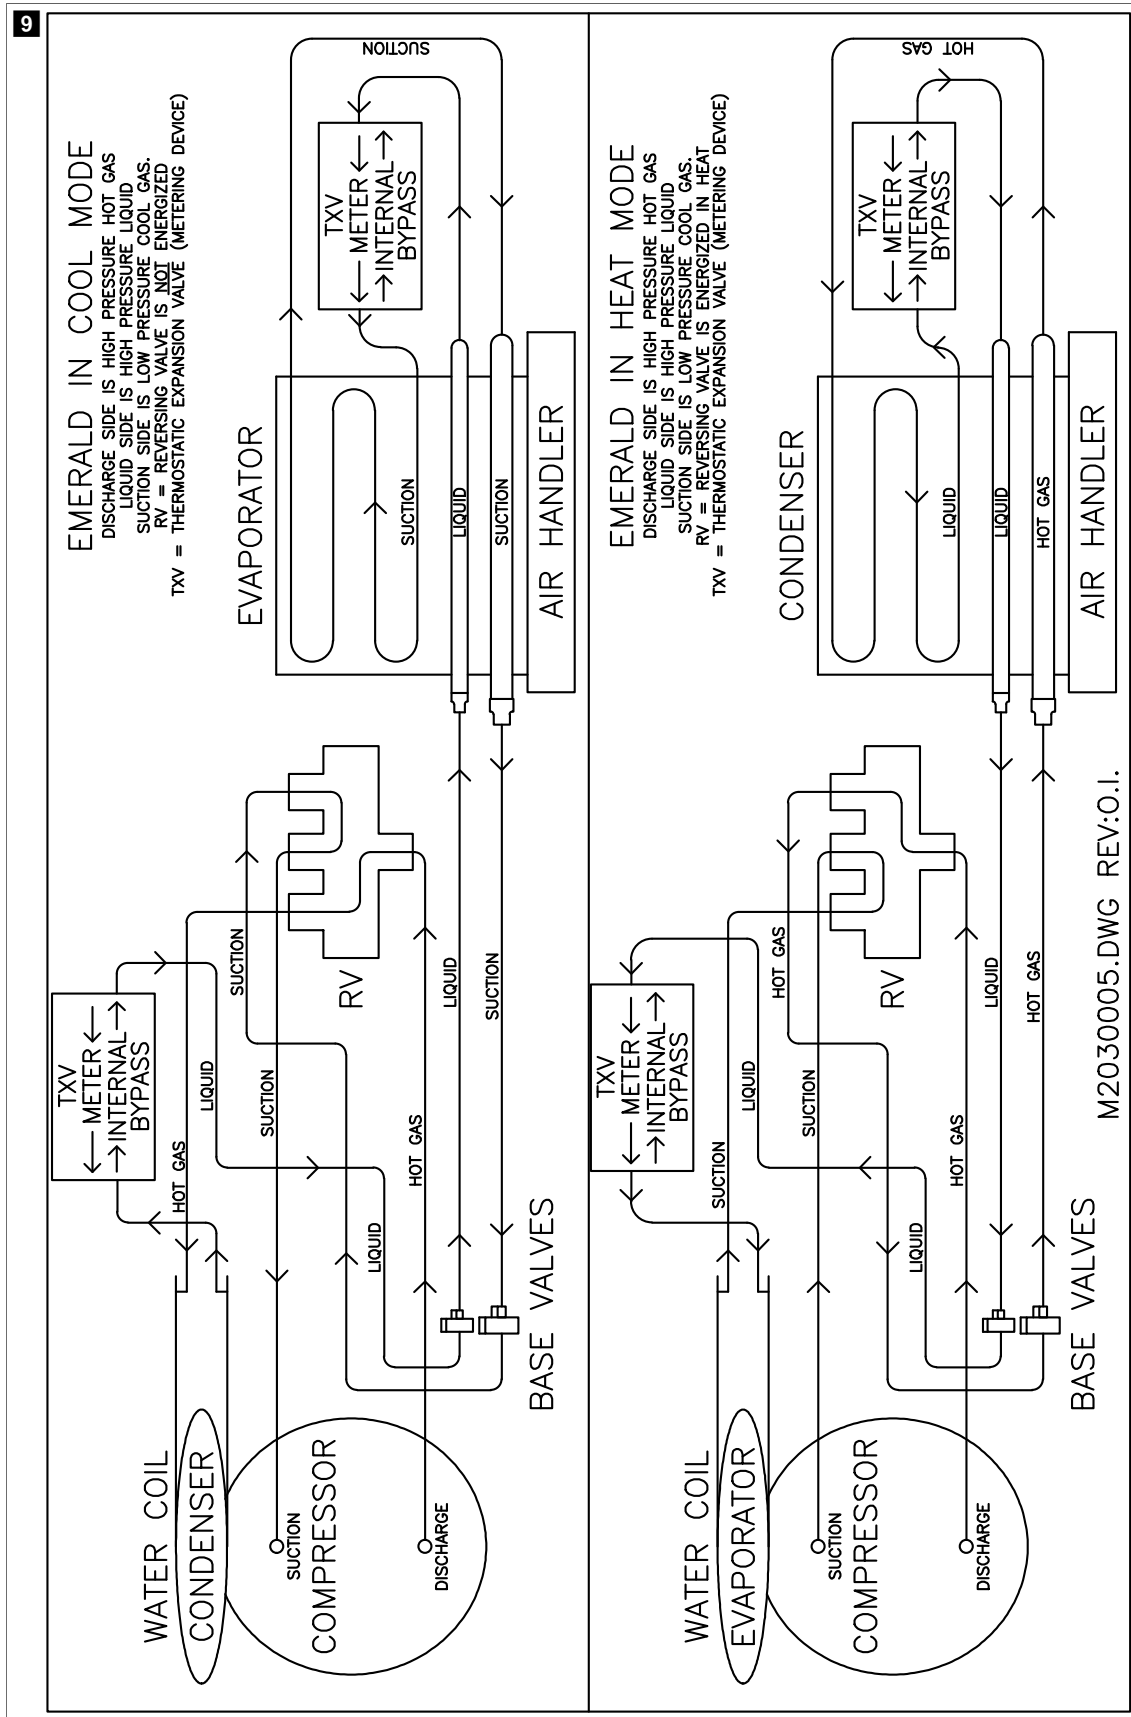 9
EMERALD IN COOL MODE
DISCHARGE SIDE IS HIGH PRESSURE HOT GAS
LIQUID SIDE IS HIGH PRESSURE LIQUID
SUCTION SIDE IS LOW PRESSURE COOL GAS.
RV = REVERSING VALVE IS NOT ENERGIZED
TXV = THERMOSTATIC EXPANSION VALVE (METERING DEVICE)
WATER COIL
CONDENSER
SUCTION
COMPRESSOR
DISCHARGE
TXV
METER
INTERNAL
BYPASS
HOT GAS
LIQUID
SUCTION
SUCTION
LIQUID
HOT GAS
RV
LIQUID
SUCTION
BASE VALVES
EVAPORATOR
SUCTION
LIQUID
SUCTION
AIR HANDLER
TXV
METER
INTERNAL
BYPASS
SUCTION
EMERALD IN HEAT MODE
DISCHARGE SIDE IS HIGH PRESSURE HOT GAS
LIQUID SIDE IS HIGH PRESSURE LIQUID
SUCTION SIDE IS LOW PRESSURE COOL GAS.
RV = REVERSING VALVE IS ENERGIZED IN HEAT
TXV = THERMOSTATIC EXPANSION VALVE (METERING DEVICE)
WATER COIL
EVAPORATOR
SUCTION
COMPRESSOR
DISCHARGE
TXV
METER
INTERNAL
BYPASS
SUCTION
LIQUID
HOT GAS
SUCTION
LIQUID
HOT GAS
RV
LIQUID
HOT GAS
BASE VALVES
CONDENSER
LIQUID
LIQUID
HOT GAS
AIR HANDLER
TXV
METER
INTERNAL
BYPASS
HOT GAS
M2030005.DWG REV:O.I.